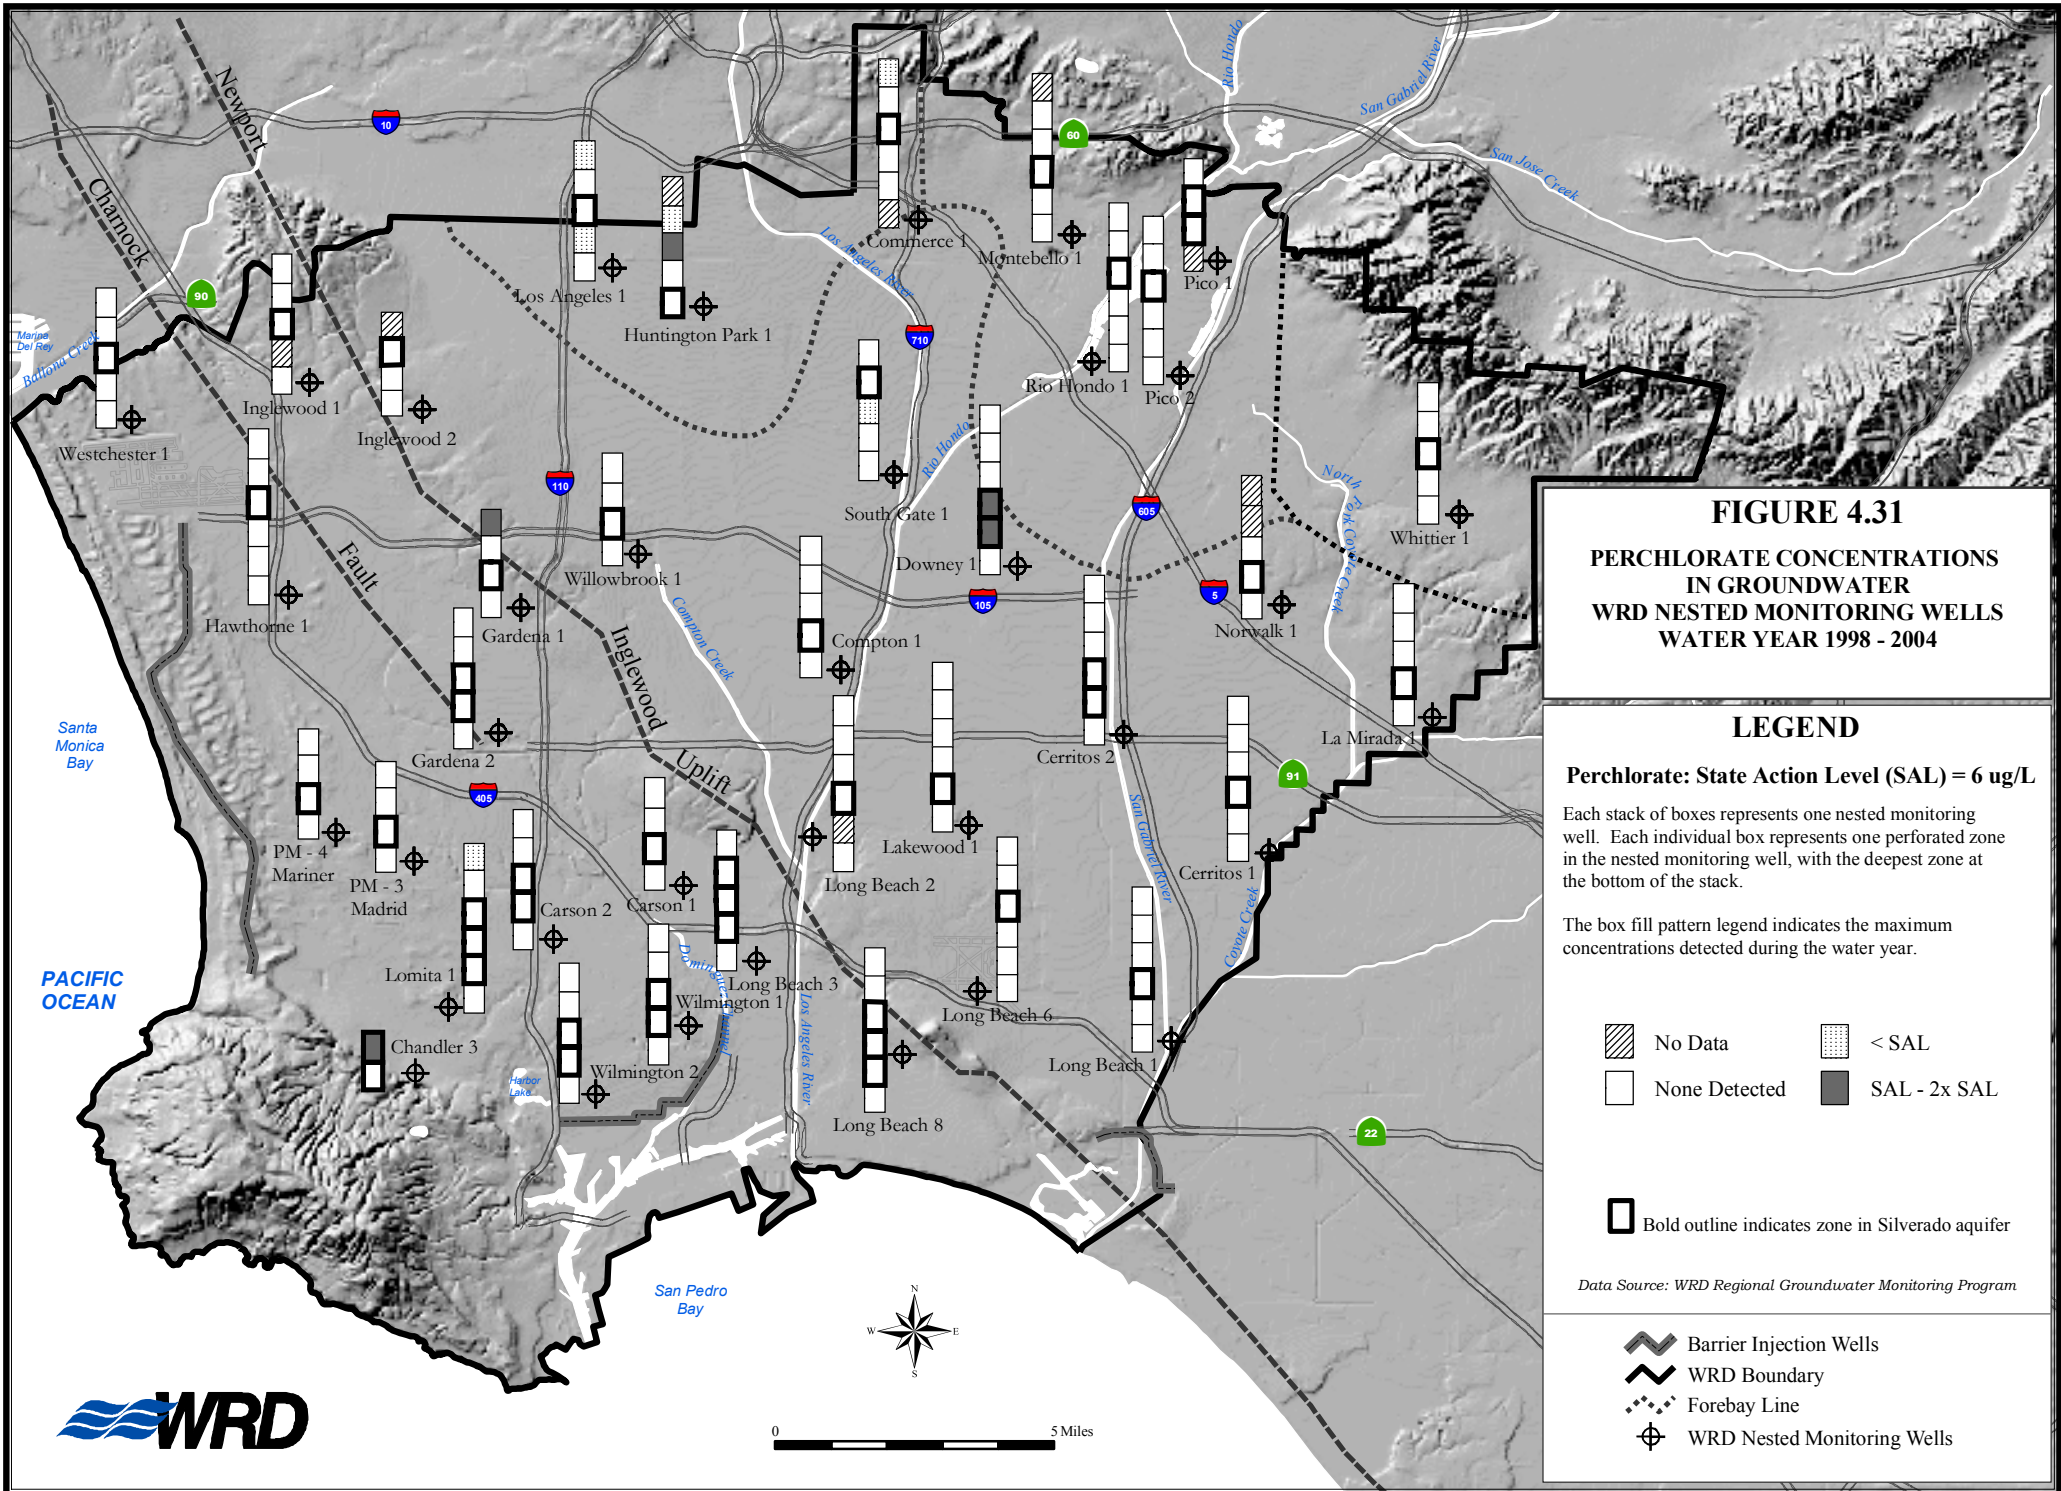 Newport
Charnock
Fault
Inglewood
Uplift
10
60
90
710
110
605
105
5
91
405
22
Rio Hondo
San Gabriel River
San Jose Creek
Los Angeles River
Marina
Del Rey
Ballona Creek
Rio Hondo
North Fork Coyote Creek
Compton Creek
San Gabriel River
Coyote Creek
Los Angeles River
Harbor
Lake
Santa
Monica
Bay
PACIFIC
OCEAN
San Pedro
Bay
Commerce 1
Montebello 1
Pico 1
Los Angeles 1
Huntington Park 1
Rio Hondo 1
Pico 2
Inglewood 1
Inglewood 2
Westchester 1
South Gate 1
Whittier 1
Downey 1
Willowbrook 1
Hawthorne 1
Gardena 1
Norwalk 1
Compton 1
Gardena 2
Cerritos 2
La Mirada 1
PM - 4
Mariner
PM - 3
Madrid
Lakewood 1
Long Beach 2
Cerritos 1
Carson 2
Carson 1
Lomita 1
Long Beach 3
Wilmington 1
Long Beach 6
Chandler 3
Wilmington 2
Long Beach 1
Long Beach 8
FIGURE 4.31
PERCHLORATE CONCENTRATIONS
IN GROUNDWATER
WRD NESTED MONITORING WELLS
WATER YEAR 1998 - 2004
LEGEND
Perchlorate: State Action Level (SAL) = 6 ug/L
Each stack of boxes represents one nested monitoring
well. Each individual box represents one perforated zone
in the nested monitoring well, with the deepest zone at
the bottom of the stack.
The box fill pattern legend indicates the maximum
concentrations detected during the water year.
No Data
< SAL
None Detected
SAL - 2x SAL
Bold outline indicates zone in Silverado aquifer
Data Source: WRD Regional Groundwater Monitoring Program
Barrier Injection Wells
WRD Boundary
Forebay Line
WRD Nested Monitoring Wells
N
W
E
S
0
5 Miles
WRD